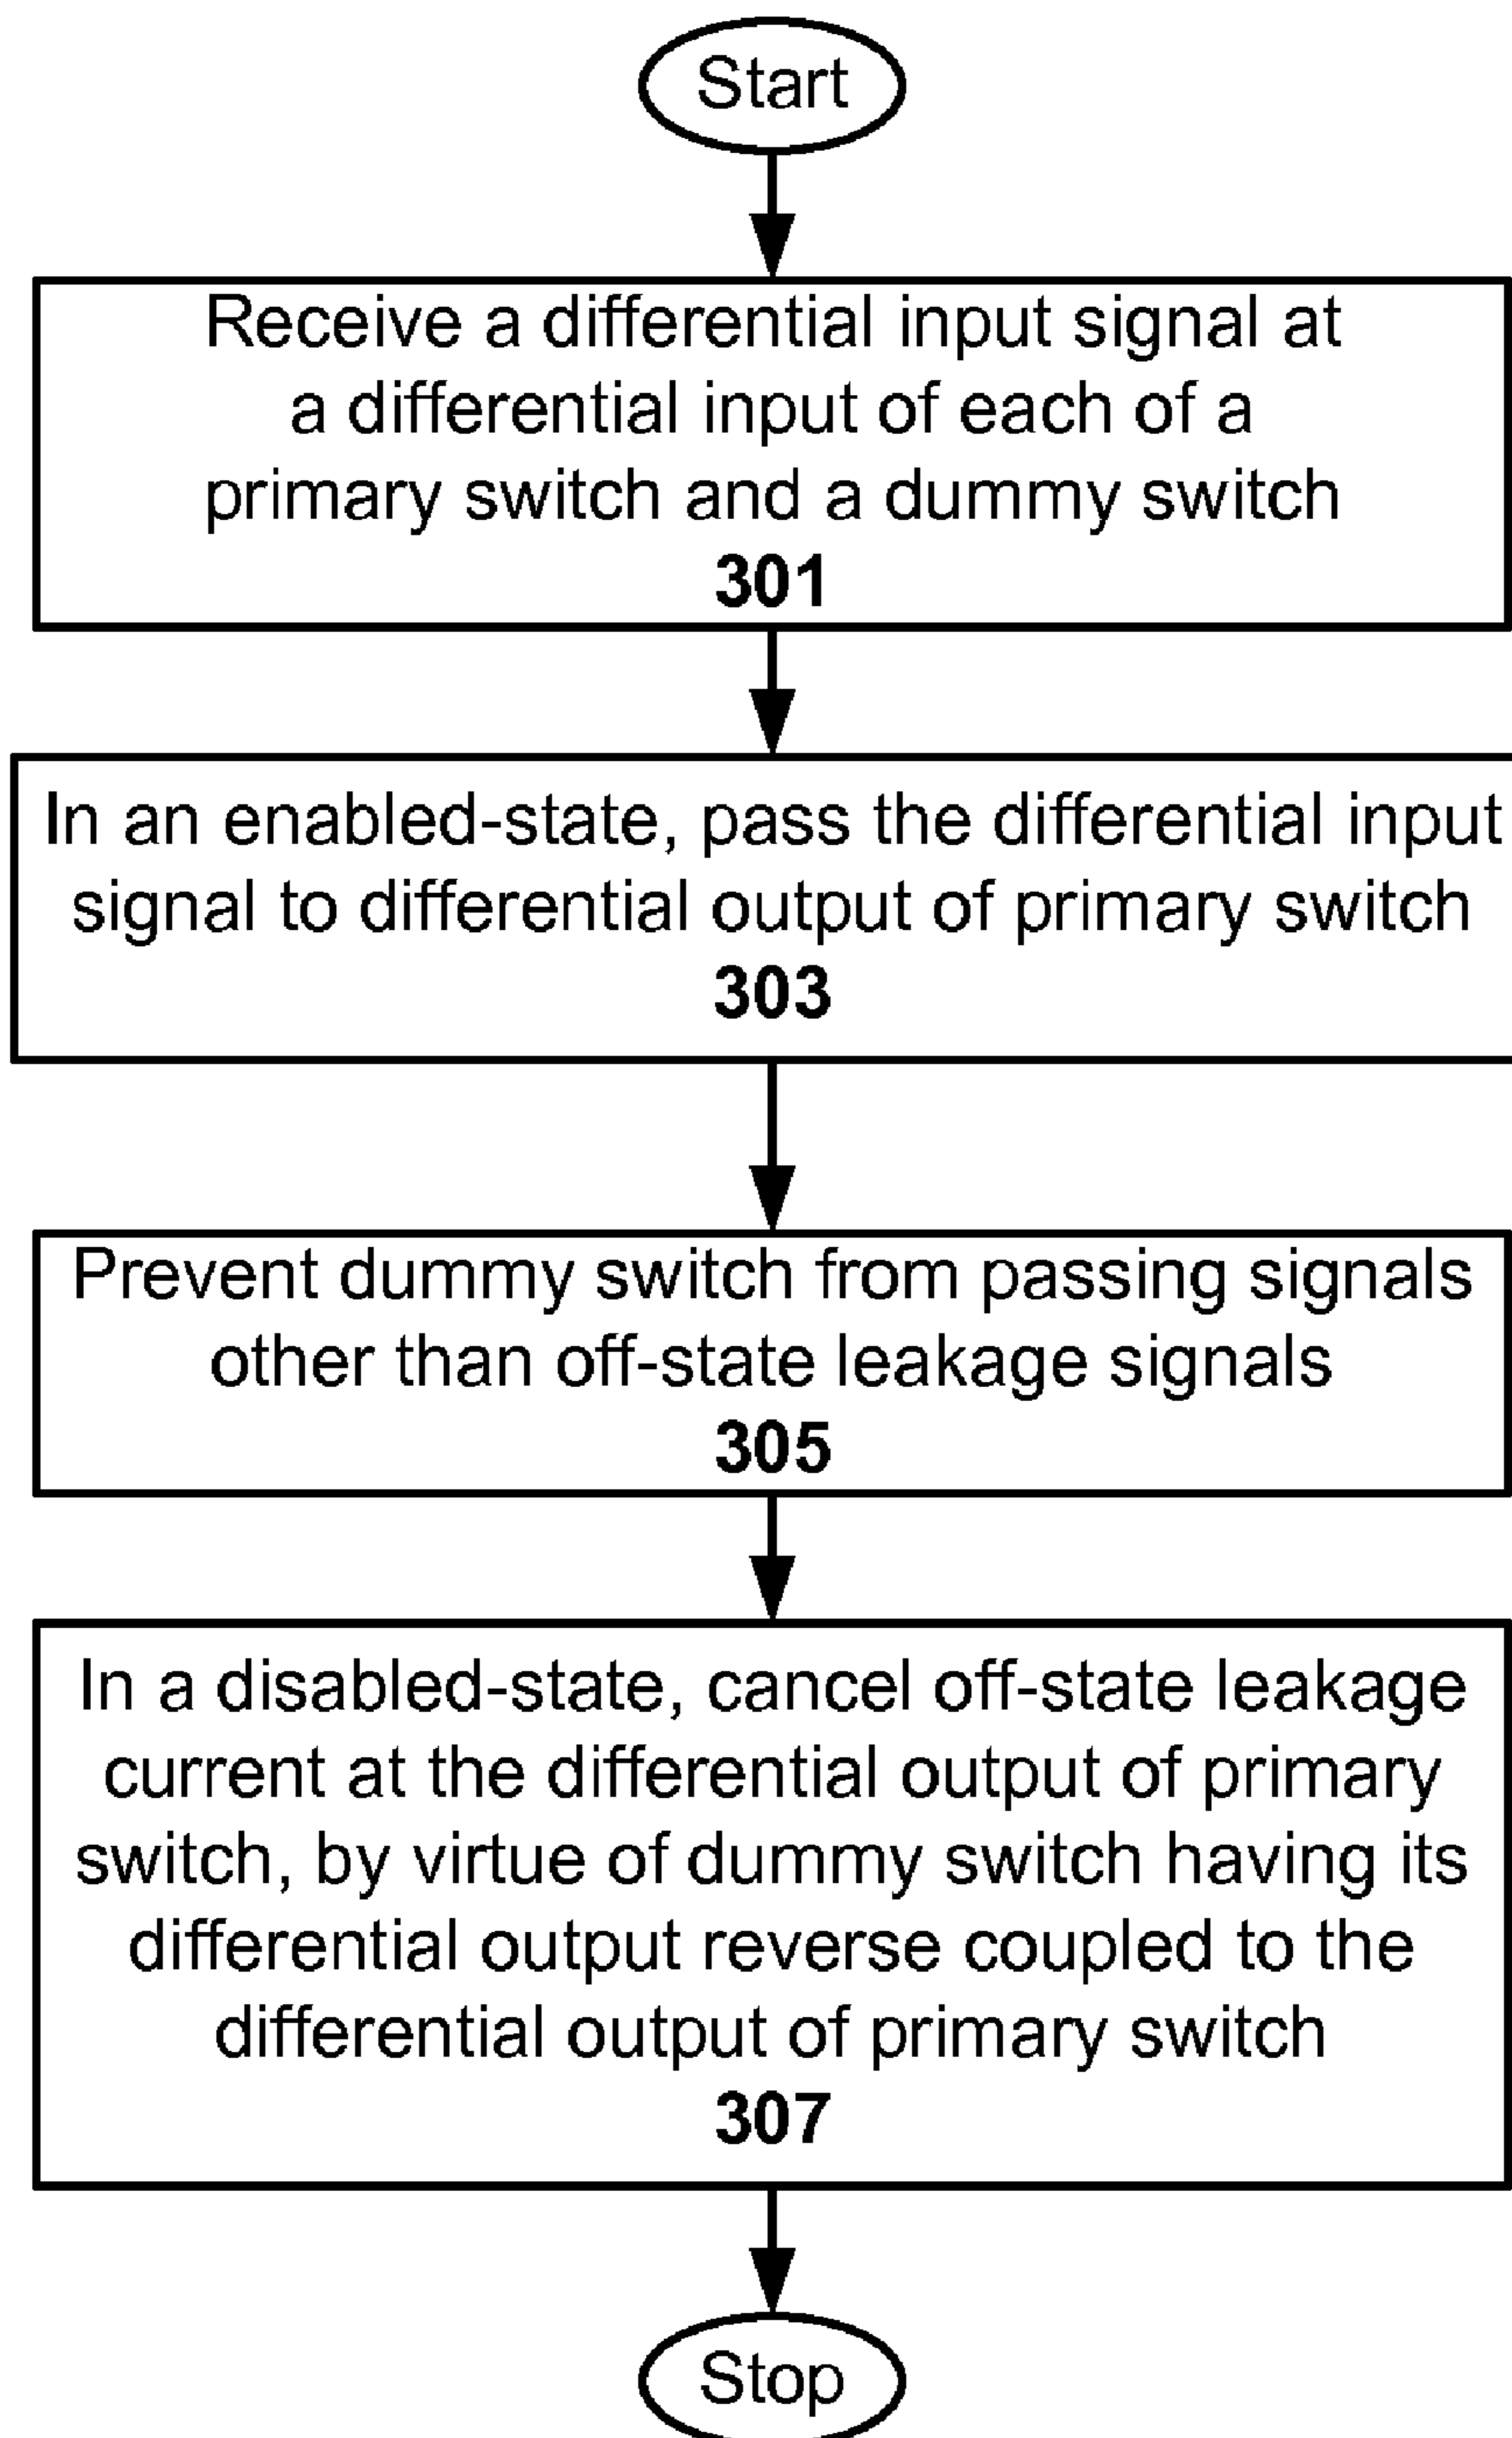 Start
Receive a differential input signal at
a differential input of each of a
primary switch and a dummy switch
301
In an enabled-state, pass the differential input
signal to differential output of primary switch
303
Prevent dummy switch from passing signals
other than off-state leakage signals
305
In a disabled-state, cancel off-state leakage
current at the differential output of primary
switch, by virtue of dummy switch having its
differential output reverse coupled to the
differential output of primary switch
307
Stop